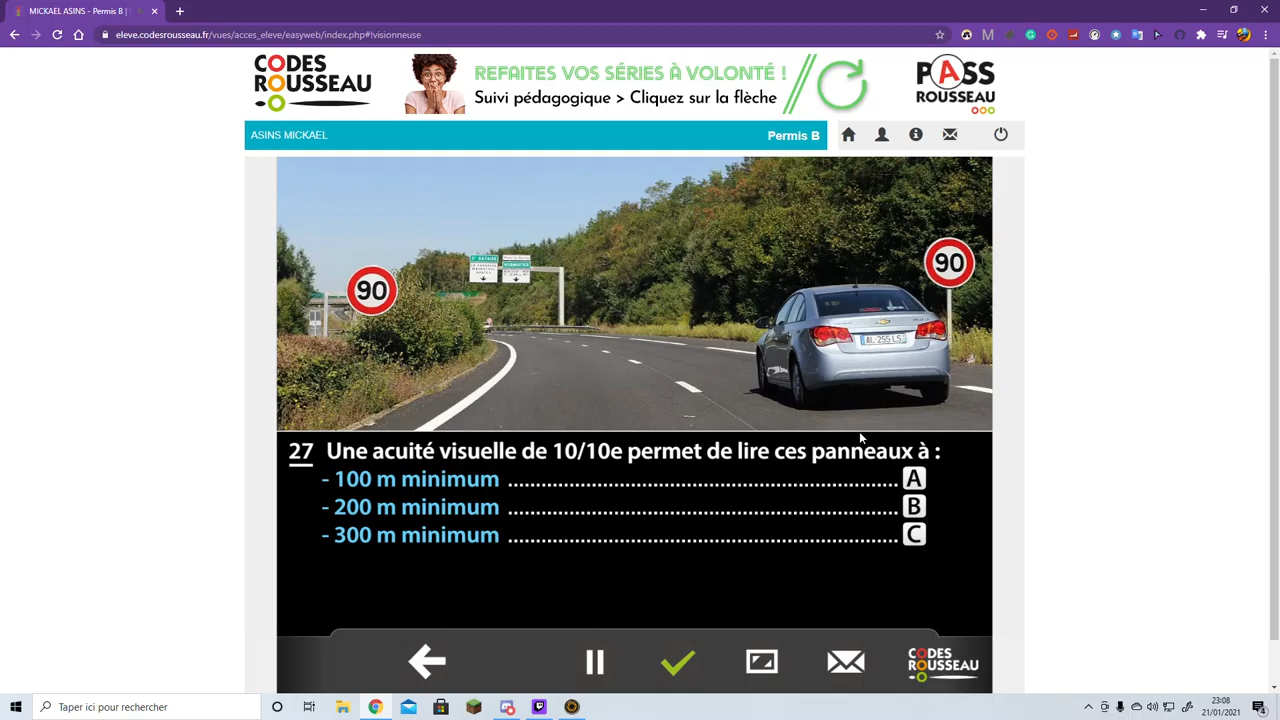 MICKAEL ASINS - Permis B |
eleve.codesrousseau.fr/vues/acces_eleve/easyweb/index.php#!visionneuse
CODES
ROUSSEAU
REFAITES VOS SÉRIES À VOLONTÉ !
Suivi pédagogique > Cliquez sur la flèche
PASS
ROUSSEAU
ASINS MICKAEL
Permis B
90
90
AL-255-LS
27 Une acuité visuelle de 10/10e permet de lire ces panneaux à :
- 100 m minimum A
- 200 m minimum B
- 300 m minimum C
CODES
ROUSSEAU
Taper ici pour rechercher
23:08
21/01/2021
4